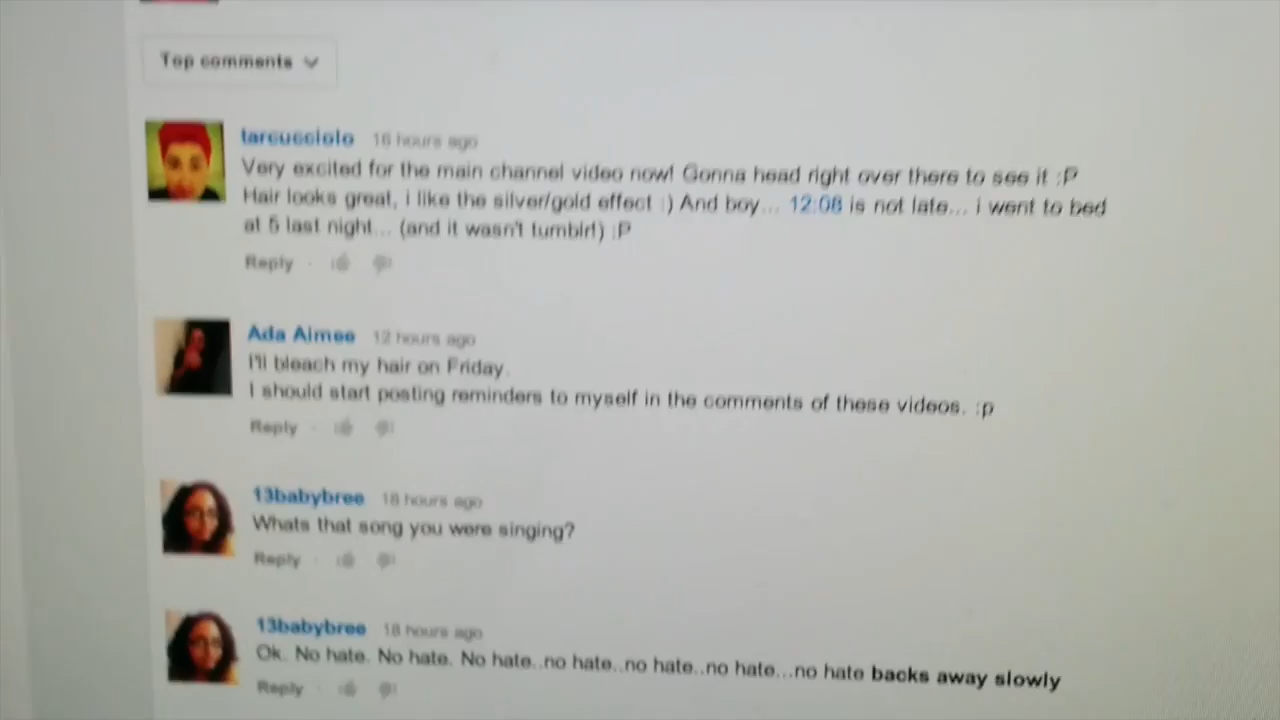 Top comments
tarcucciolo 16 hours ago
Very excited for the main channel video now! Gonna head right over there to see it :P
Hair looks great, i like the silver/gold effect :) And boy... 12:08 is not late... i went to bed
at 5 last night... (and it wasn't tumblr!) :P
Reply
Ada Aimee 12 hours ago
I'll bleach my hair on Friday.
I should start posting reminders to myself in the comments of these videos. :p
Reply
13babybree 18 hours ago
Whats that song you were singing?
Reply
13babybree 18 hours ago
Ok. No hate. No hate. No hate..no hate..no hate..no hate...no hate backs away slowly
Reply